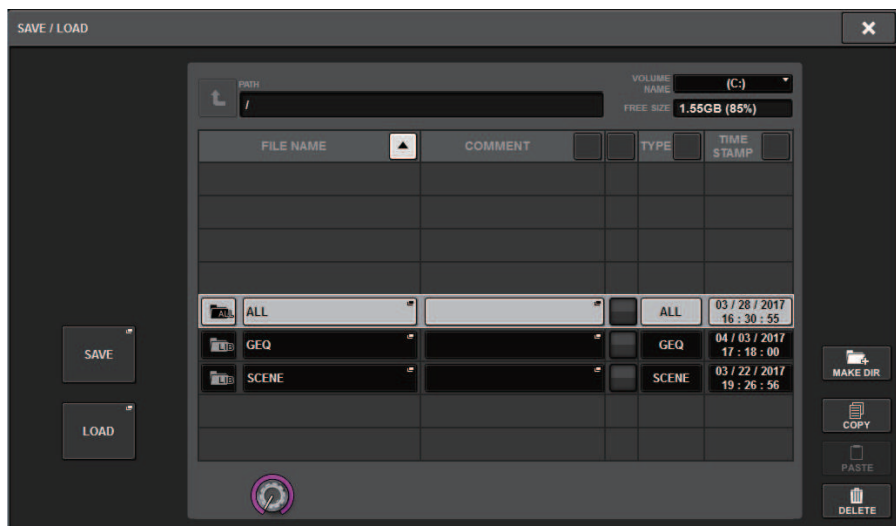 SAVE / LOAD
PATH
/
VOLUME NAME
(C:)
FREE SIZE
1.55GB (85%)
FILE NAME
COMMENT
TYPE
TIME STAMP
ALL
ALL
ALL
03 / 28 / 2017
16 : 30 : 55
LIB
GEQ
GEQ
04 / 03 / 2017
17 : 18 : 00
LIB
SCENE
SCENE
03 / 22 / 2017
19 : 26 : 56
SAVE
LOAD
MAKE DIR
COPY
PASTE
DELETE